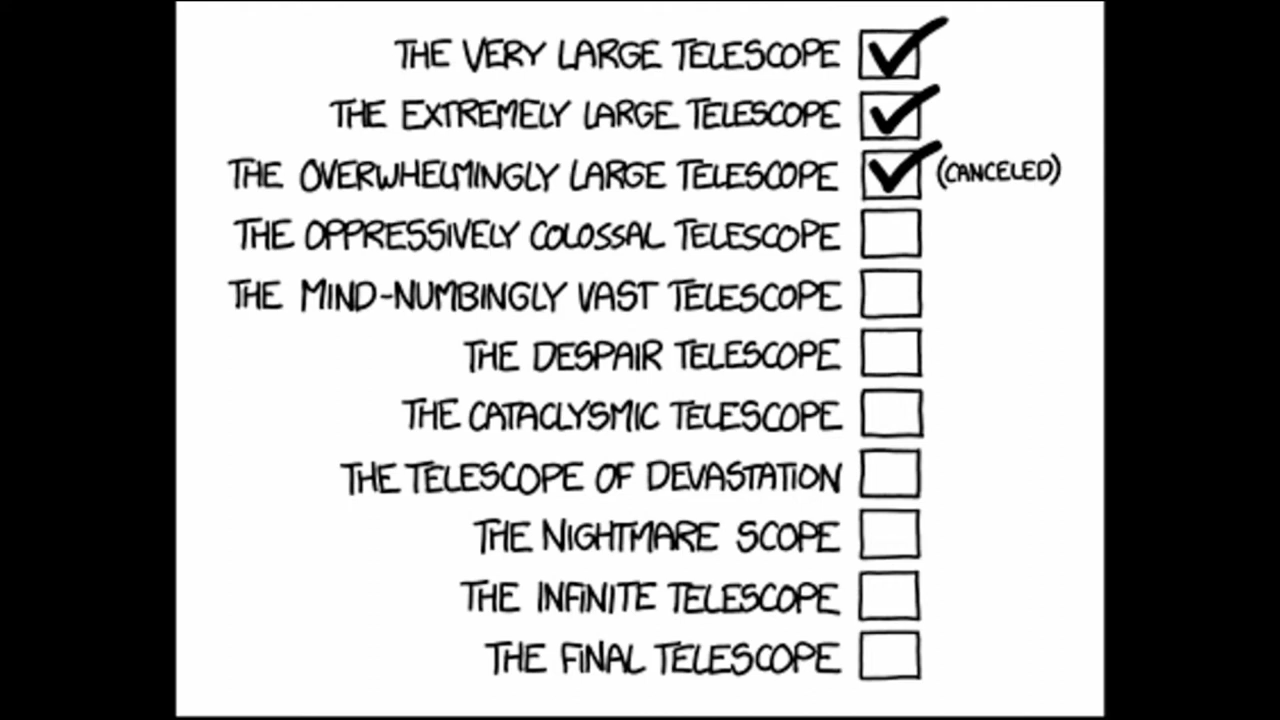 THE VERY LARGE TELESCOPE
THE EXTREMELY LARGE TELESCOPE
THE OVERWHELMINGLY LARGE TELESCOPE (CANCELED)
THE OPPRESSIVELY COLOSSAL TELESCOPE
THE MIND-NUMBINGLY VAST TELESCOPE
THE DESPAIR TELESCOPE
THE CATACLYSMIC TELESCOPE
THE TELESCOPE OF DEVASTATION
THE NIGHTMARE SCOPE
THE INFINITE TELESCOPE
THE FINAL TELESCOPE